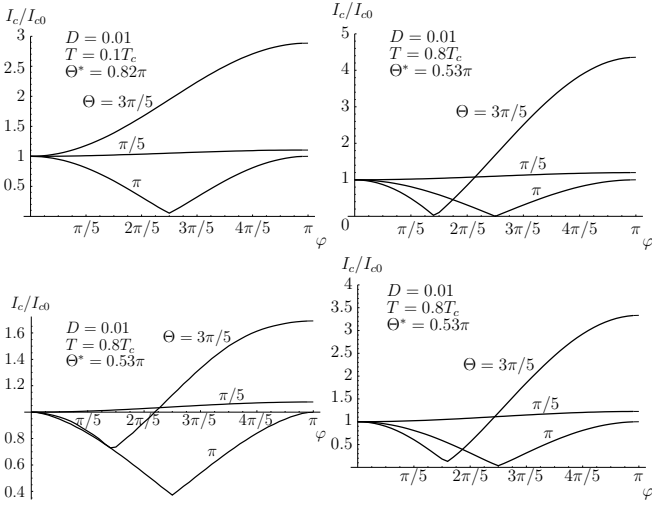 I_c/I_{c0}
3
D = 0.01
T = 0.1T_c
Θ* = 0.82π
2.5
2
Θ = 3π/5
1.5
π/5
1
π
0.5
π/5 2π/5 3π/5 4π/5 π
φ
I_c/I_{c0}
5
D = 0.01
T = 0.8T_c
Θ* = 0.53π
4
3
Θ = 3π/5
2
π/5
1
π
0
π/5 2π/5 3π/5 4π/5 π
φ
I_c/I_{c0}
D = 0.01
T = 0.8T_c
Θ* = 0.53π
1.6
Θ = 3π/5
1.4
1.2
π/5
1.0
π/5 2π/5 3π/5 4π/5 π
φ
0.8
π
0.6
0.4
I_c/I_{c0}
4
D = 0.01
T = 0.8T_c
Θ* = 0.53π
3.5
3
2.5
Θ = 3π/5
2
1.5
π/5
1
π
0.5
π/5 2π/5 3π/5 4π/5 π
φ